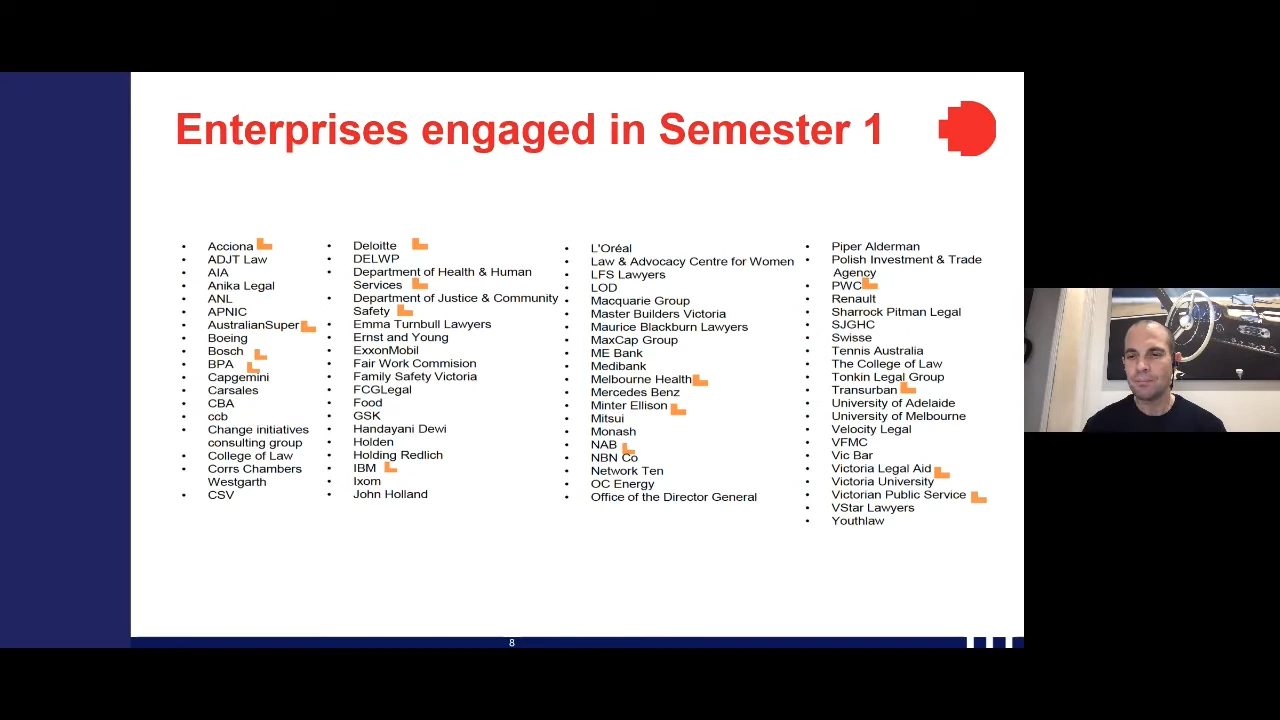 Enterprises engaged in Semester 1
Acciona
ADJT Law
AIA
Anika Legal
ANL
APNIC
AustralianSuper
Boeing
Bosch
BPA
Capgemini
Carsales
CBA
ccb
Change initiatives
consulting group
College of Law
Corrs Chambers
Westgarth
CSV
Deloitte
DELWP
Department of Health & Human
Services
Department of Justice & Community
Safety
Emma Turnbull Lawyers
Ernst and Young
ExxonMobil
Fair Work Commision
Family Safety Victoria
FCGLegal
Food
GSK
Handayani Dewi
Holden
Holding Redlich
IBM
Ixom
John Holland
L'Oréal
Law & Advocacy Centre for Women
LFS Lawyers
LOD
Macquarie Group
Master Builders Victoria
Maurice Blackburn Lawyers
MaxCap Group
ME Bank
Medibank
Melbourne Health
Mercedes Benz
Minter Ellison
Mitsui
Monash
NAB
NBN Co
Network Ten
OC Energy
Office of the Director General
Piper Alderman
Polish Investment & Trade
Agency
PWC
Renault
Sharrock Pitman Legal
SJGHC
Swisse
Tennis Australia
The College of Law
Tonkin Legal Group
Transurban
University of Adelaide
University of Melbourne
Velocity Legal
VFMC
Vic Bar
Victoria Legal Aid
Victoria University
Victorian Public Service
VStar Lawyers
Youthlaw
8